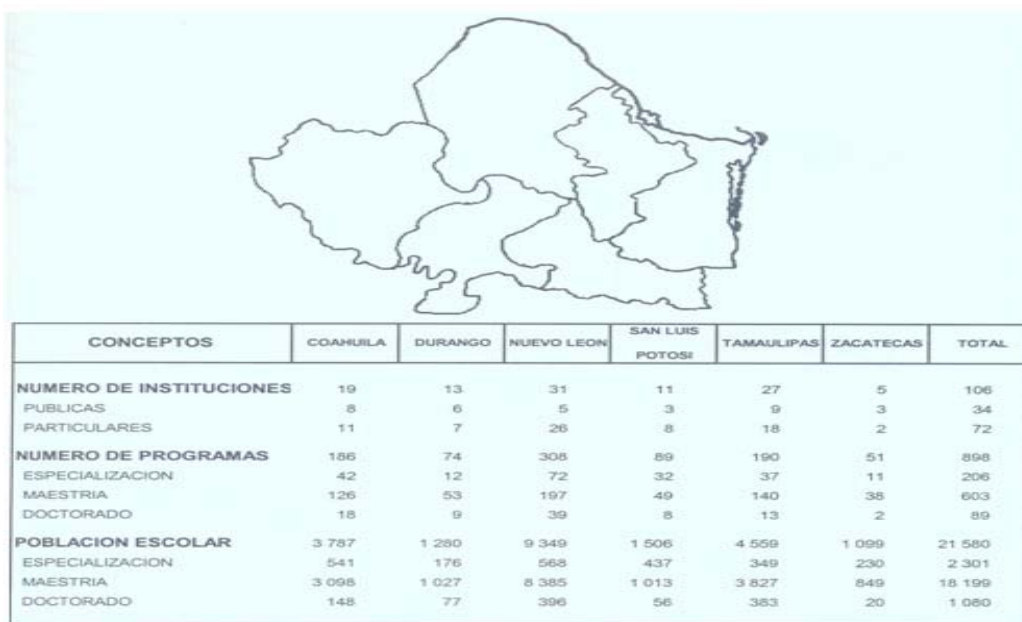 CONCEPTOS COAHUILA DURANGO NUEVO LEON SAN LUIS POTOSI TAMAULIPAS ZACATECAS TOTAL
NUMERO DE INSTITUCIONES 19 13 31 11 27 5 106
PUBLICAS 8 6 5 3 9 3 34
PARTICULARES 11 7 26 8 18 2 72
NUMERO DE PROGRAMAS 186 74 308 89 190 51 898
ESPECIALIZACION 42 12 72 32 37 11 206
MAESTRIA 126 53 197 49 140 38 603
DOCTORADO 18 9 39 8 13 2 89
POBLACION ESCOLAR 3 787 1 280 9 349 1 506 4 559 1 099 21 580
ESPECIALIZACION 541 176 568 437 349 230 2 301
MAESTRIA 3 098 1 027 8 385 1 013 3 827 849 18 199
DOCTORADO 148 77 396 56 383 20 1 080